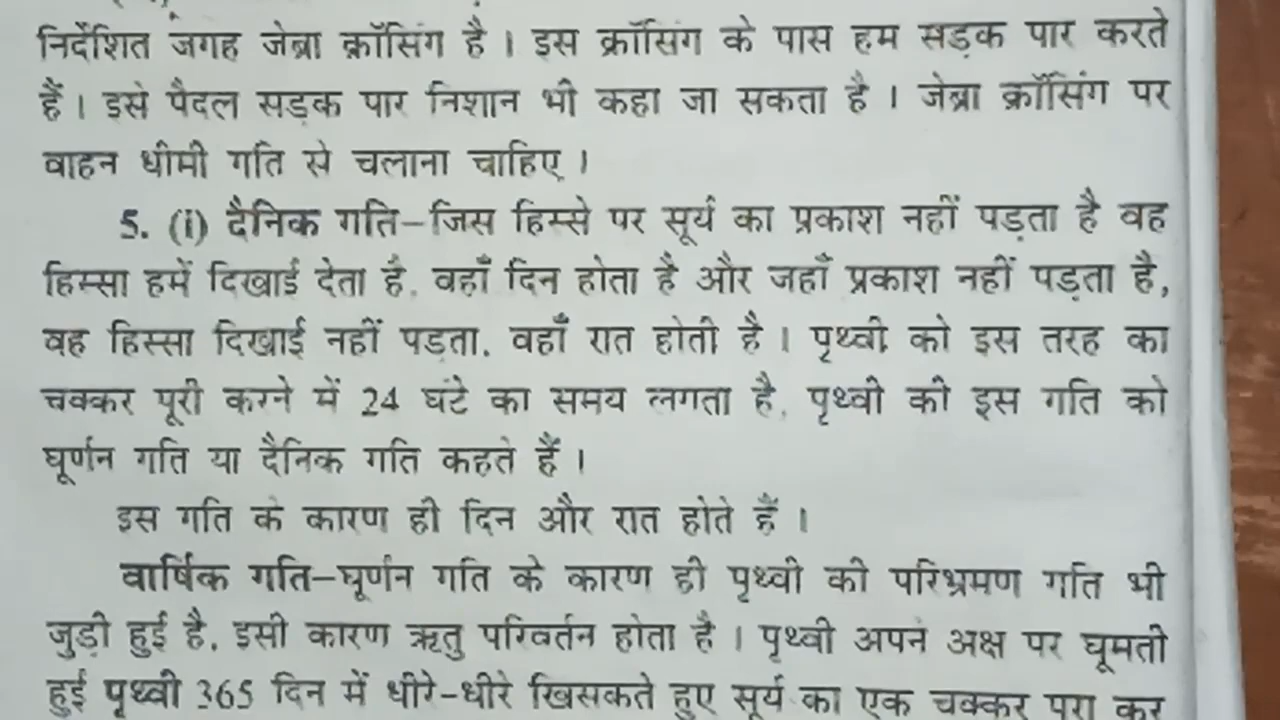 निर्देशित जगह जेब्रा क्रॉसिंग है । इस क्रॉसिंग के पास हम सड़क पार करते
हैं । इसे पैदल सड़क पार निशान भी कहा जा सकता है । जेब्रा क्रॉसिंग पर
वाहन धीमी गति से चलाना चाहिए ।
5. (i) दैनिक गति–जिस हिस्से पर सूर्य का प्रकाश नहीं पड़ता है वह
हिस्सा हमें दिखाई देता है. वहाँ दिन होता है और जहाँ प्रकाश नहीं पड़ता है,
वह हिस्सा दिखाई नहीं पड़ता. वहाँ रात होती है । पृथ्वी को इस तरह का
चक्कर पूरी करने में 24 घंटे का समय लगता है, पृथ्वी की इस गति को
घूर्णन गति या दैनिक गति कहते हैं ।
इस गति के कारण ही दिन और रात होते हैं ।
वार्षिक गति–घूर्णन गति के कारण ही पृथ्वी की परिभ्रमण गति भी
जुड़ी हुई है. इसी कारण ऋतु परिवर्तन होता है । पृथ्वी अपने अक्ष पर घूमती
हुई पृथ्वी 365 दिन में धीरे-धीरे खिसकते हुए सूर्य का एक चक्कर पूरा कर